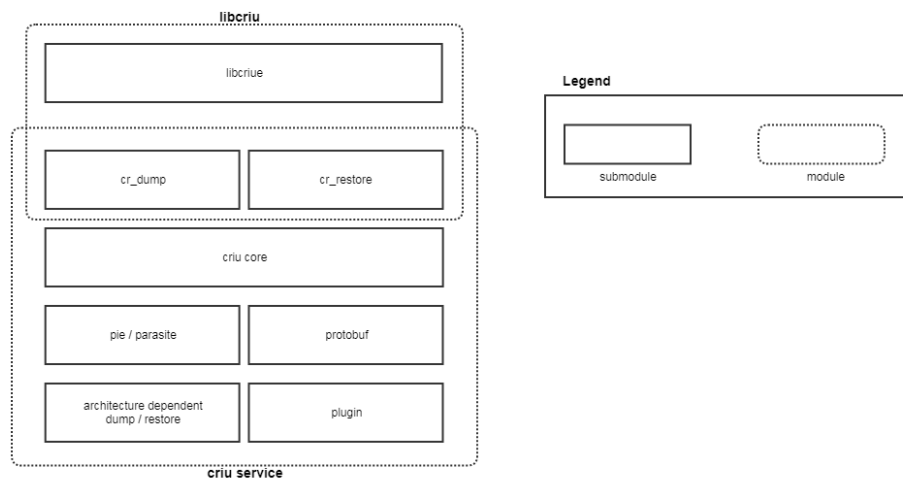 libcriu
libcriue
Legend
cr_dump
cr_restore
submodule
module
criu core
pie / parasite
protobuf
architecture dependent
dump / restore
plugin
criu service